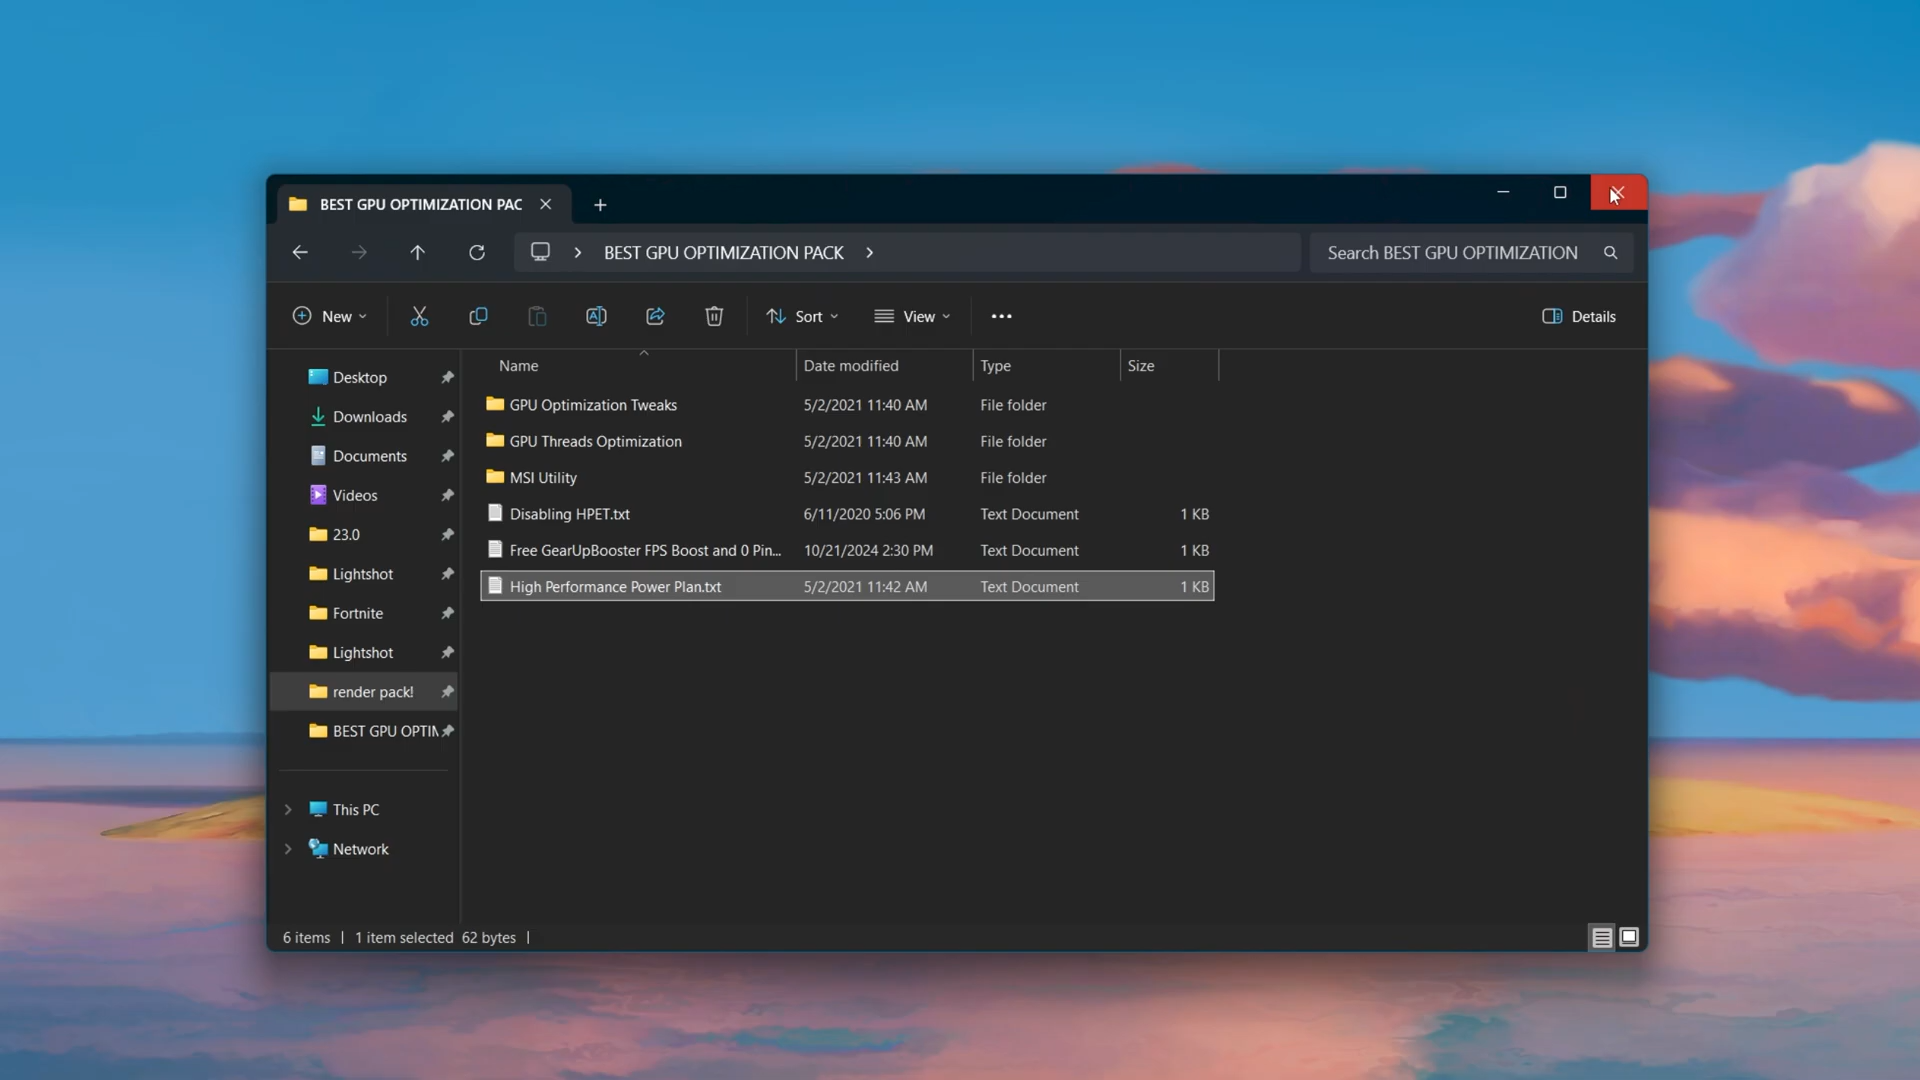 BEST GPU OPTIMIZATION PAC
BEST GPU OPTIMIZATION PACK
Search BEST GPU OPTIMIZATION
New
Sort
View
Details
Name
Date modified
Type
Size
Desktop
Downloads
Documents
Videos
23.0
Lightshot
Fortnite
Lightshot
render pack!
BEST GPU OPTIM
This PC
Network
GPU Optimization Tweaks 5/2/2021 11:40 AM File folder
GPU Threads Optimization 5/2/2021 11:40 AM File folder
MSI Utility 5/2/2021 11:43 AM File folder
Disabling HPET.txt 6/11/2020 5:06 PM Text Document 1 KB
Free GearUpBooster FPS Boost and 0 Pin... 10/21/2024 2:30 PM Text Document 1 KB
High Performance Power Plan.txt 5/2/2021 11:42 AM Text Document 1 KB
6 items | 1 item selected 62 bytes |